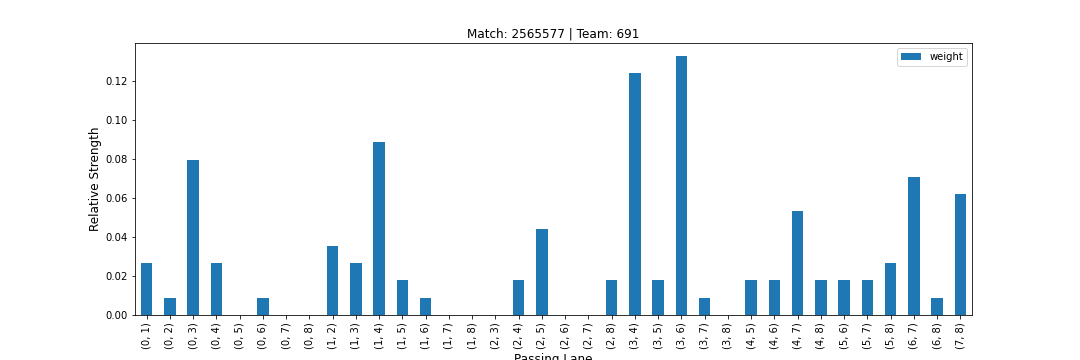 Match: 2565577 | Team: 691
weight
Relative Strength
0.12
0.10
0.08
0.06
0.04
0.02
0.00
(0, 1) (0, 2) (0, 3) (0, 4) (0, 5) (0, 6) (0, 7) (0, 8) (1, 2) (1, 3) (1, 4) (1, 5) (1, 6) (1, 7) (1, 8) (2, 3) (2, 4) (2, 5) (2, 6) (2, 7) (2, 8) (3, 4) (3, 5) (3, 6) (3, 7) (3, 8) (4, 5) (4, 6) (4, 7) (4, 8) (5, 6) (5, 7) (5, 8) (6, 7) (6, 8) (7, 8)
Passing Lane